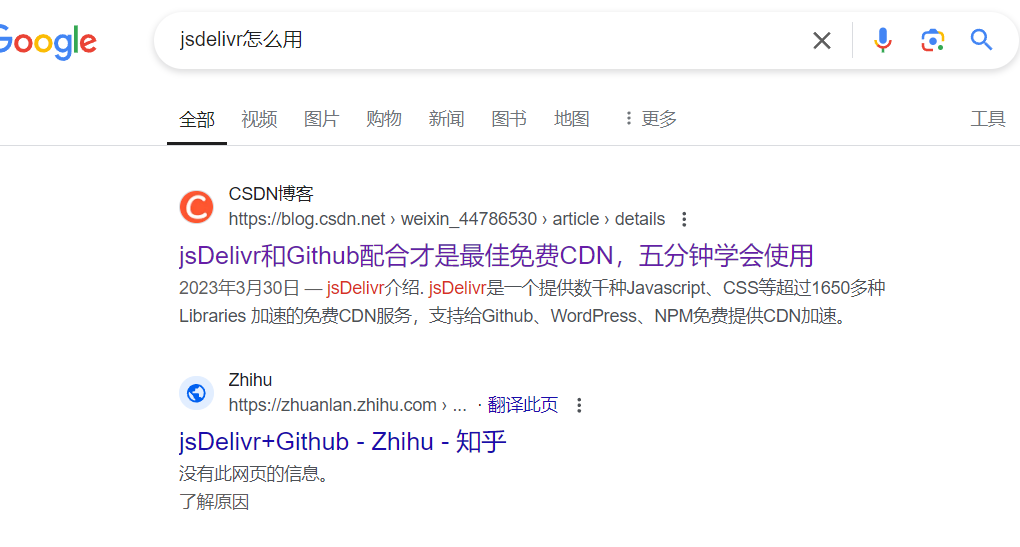 Google
jsdelivr怎么用
全部 视频 图片 购物 新闻 图书 地图 更多 工具
CSDN博客
https://blog.csdn.net › weixin_44786530 › article › details
jsDelivr和Github配合才是最佳免费CDN，五分钟学会使用
2023年3月30日 — jsDelivr介绍. jsDelivr是一个提供数千种Javascript、CSS等超过1650多种
Libraries 加速的免费CDN服务，支持给Github、WordPress、NPM免费提供CDN加速。
Zhihu
https://zhuanlan.zhihu.com › ... · 翻译此页
jsDelivr+Github - Zhihu - 知乎
没有此网页的信息。
了解原因